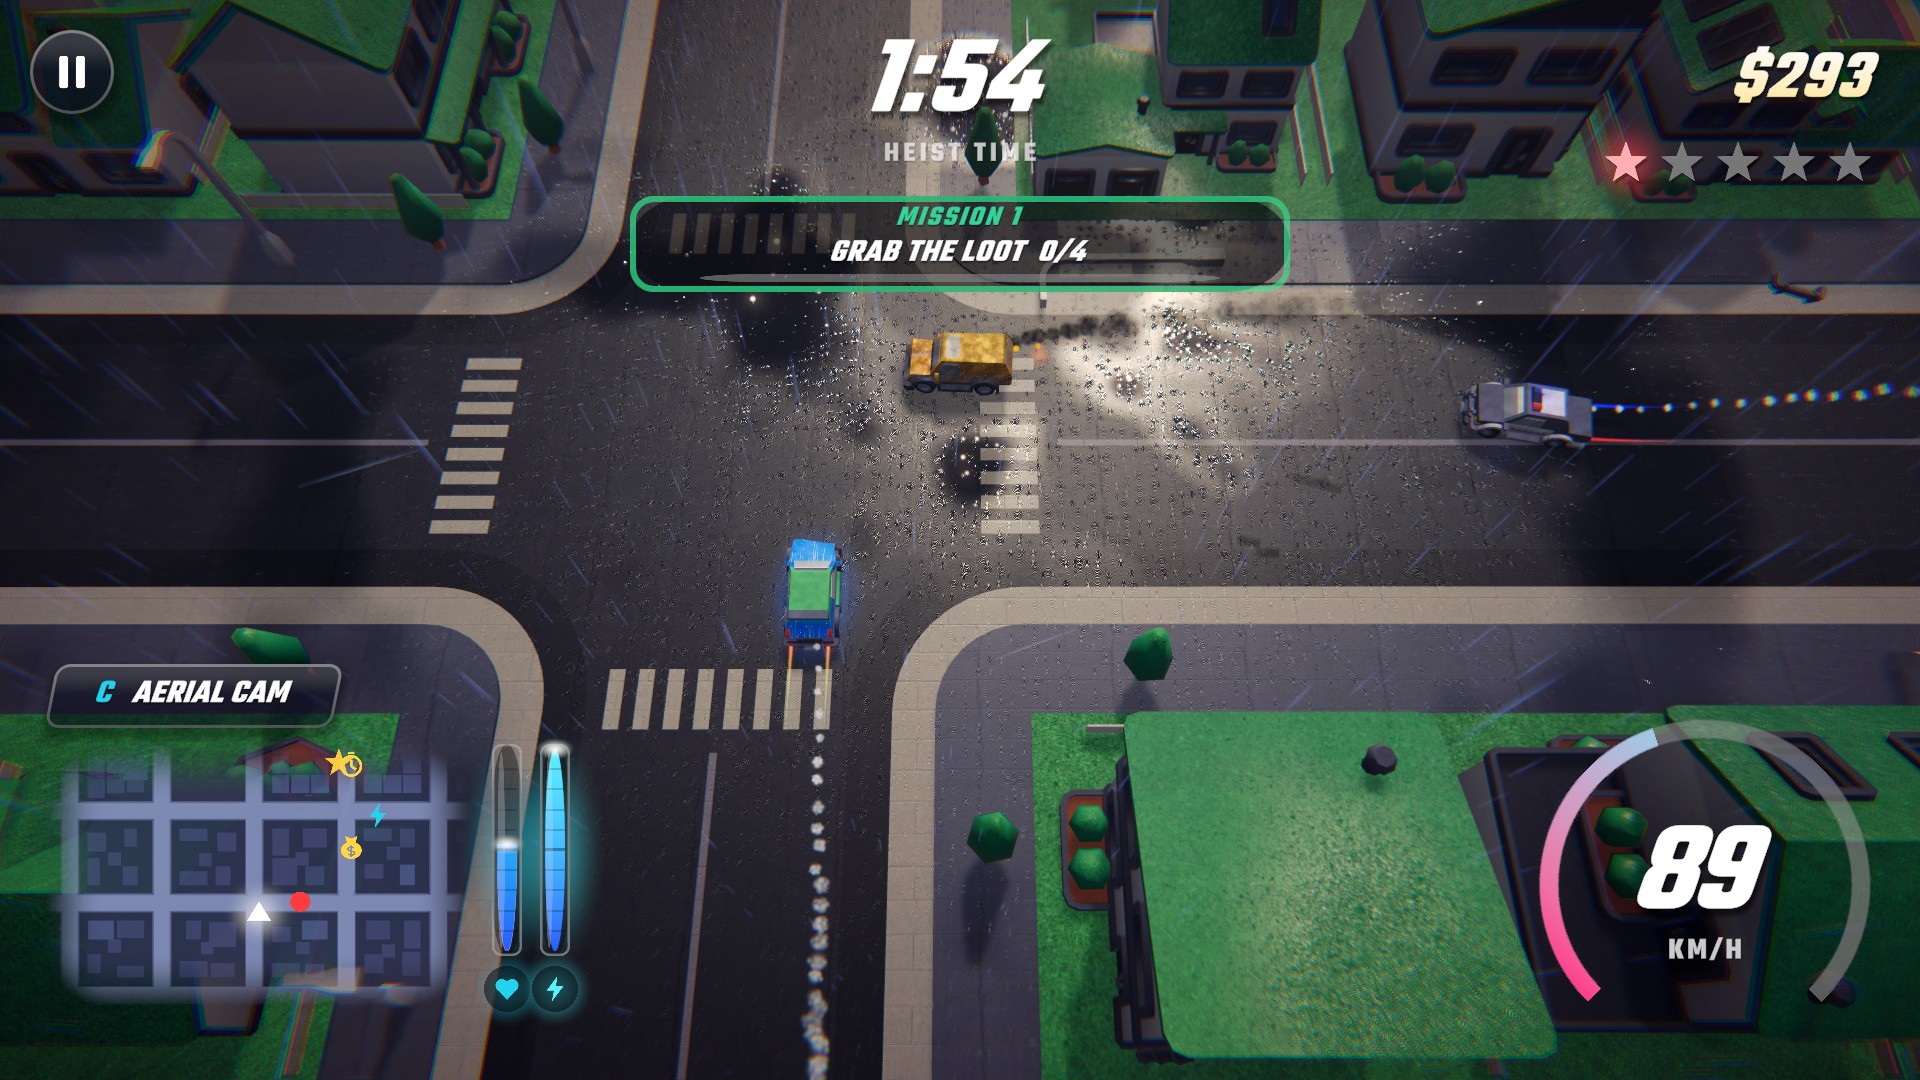 1:54
HEIST TIME
$293
MISSION 1
GRAB THE LOOT 0/4
C AERIAL CAM
89
KM/H